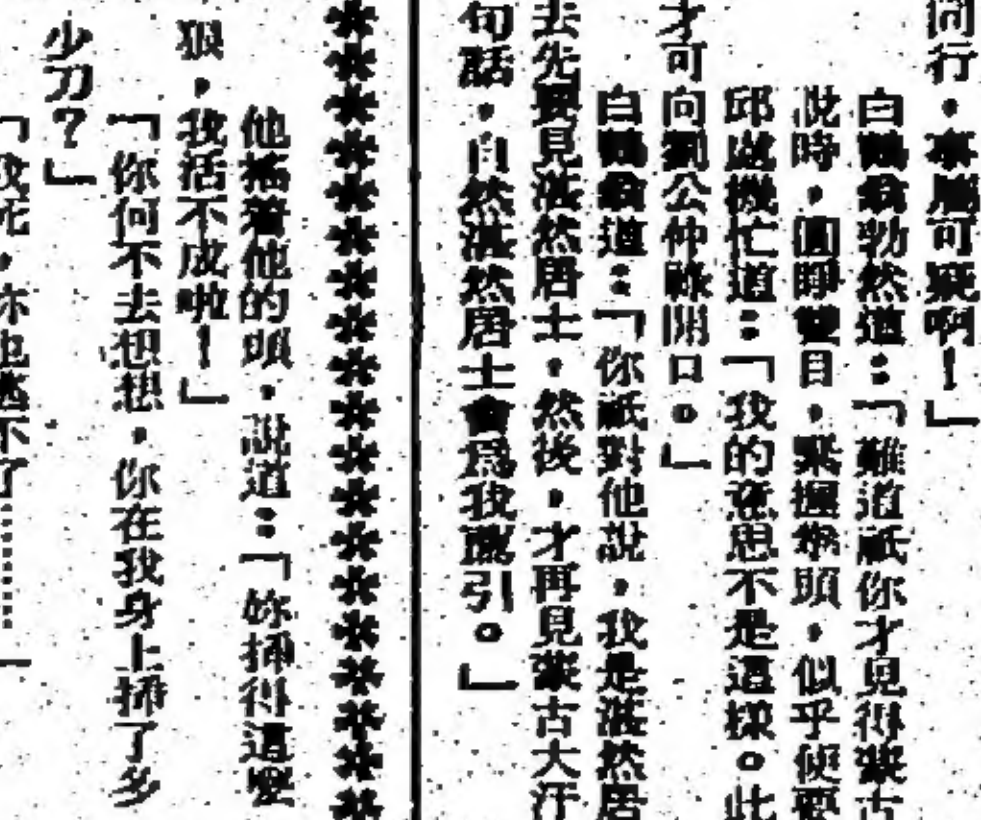 同行,事屬可疑啊!」
白鶴翁勃然道:「難道祇你才見得蒙古
說時,圓睜雙目,緊握拳頭,似乎便要
邱處機忙道:「我的意思不是這樣。此
才可向劉公仲祿開口。」
白鶴翁道:「你祇對他說,我是湛然居
去先要見湛然居士,然後,才再見蒙古大汗
句話,自然湛然居士會爲我薦引。」
他摇着他的頭,說道:「妳揷得這麼
狠,我活不成啦!」
「你何不去想想,你在我身上揷了多
少刀?」
「我死,你也逃不了……」